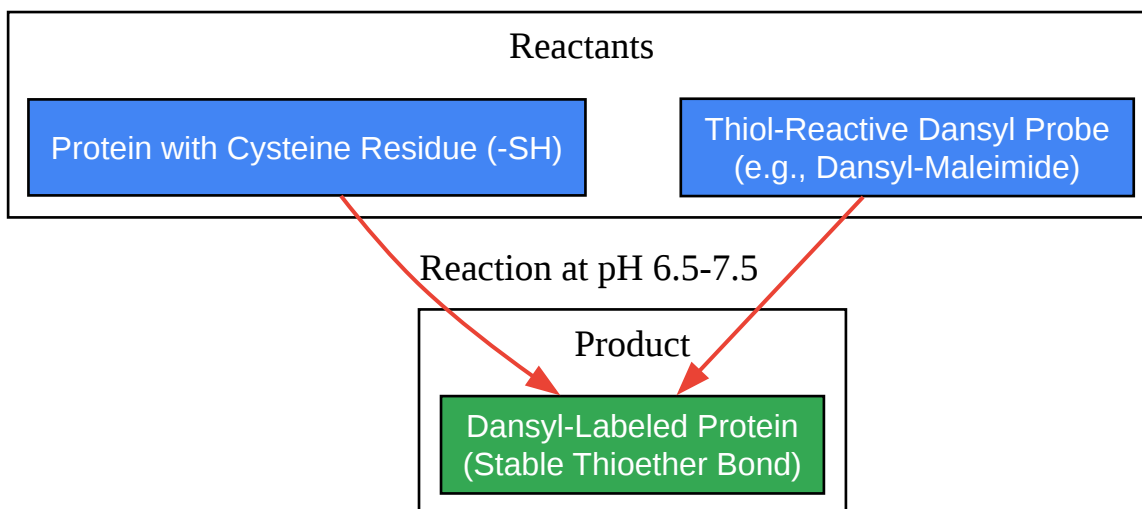 Reactants
Protein with Cysteine Residue (-SH)
Thiol-Reactive Dansyl Probe
(e.g., Dansyl-Maleimide)
Reaction at pH 6.5-7.5
Product
Dansyl-Labeled Protein
(Stable Thioether Bond)